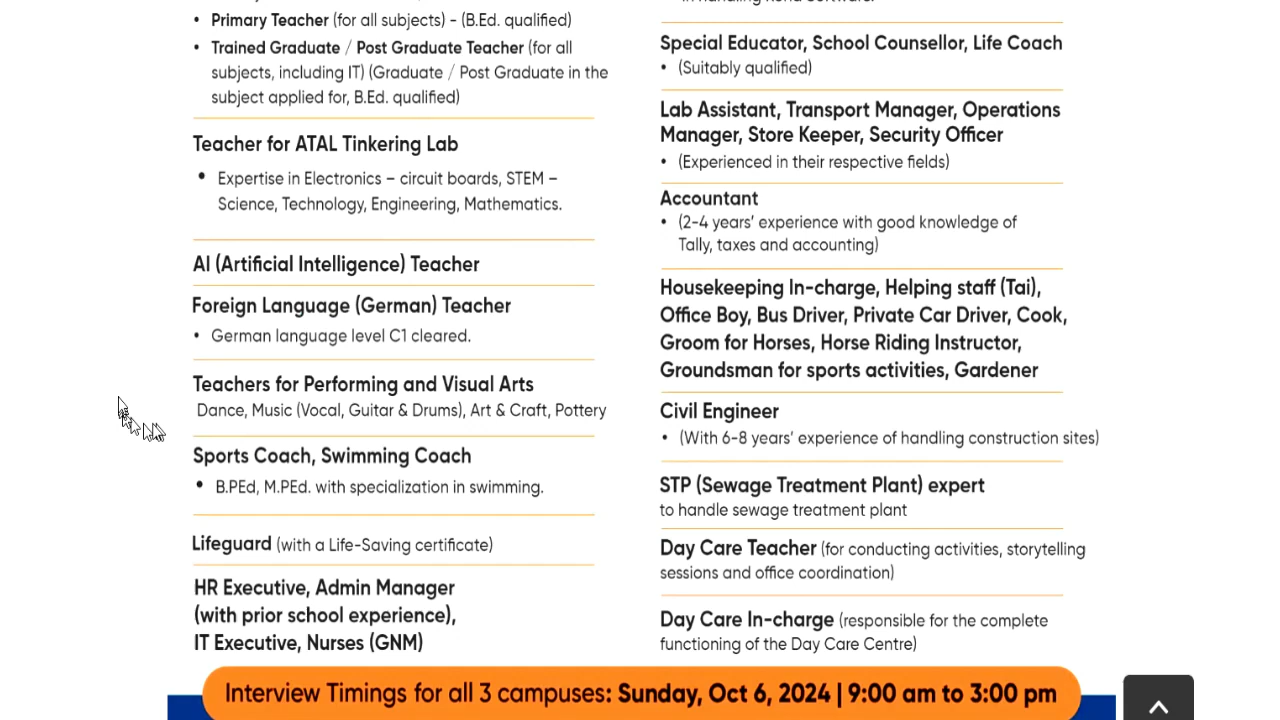 • Primary Teacher (for all subjects) - (B.Ed. qualified)
• Trained Graduate / Post Graduate Teacher (for all
subjects, including IT) (Graduate / Post Graduate in the
subject applied for, B.Ed. qualified)
Teacher for ATAL Tinkering Lab
• Expertise in Electronics – circuit boards, STEM –
Science, Technology, Engineering, Mathematics.
AI (Artificial Intelligence) Teacher
Foreign Language (German) Teacher
• German language level C1 cleared.
Teachers for Performing and Visual Arts
Dance, Music (Vocal, Guitar & Drums), Art & Craft, Pottery
Sports Coach, Swimming Coach
• B.PEd, M.PEd. with specialization in swimming.
Lifeguard (with a Life-Saving certificate)
HR Executive, Admin Manager
(with prior school experience),
IT Executive, Nurses (GNM)
Special Educator, School Counsellor, Life Coach
• (Suitably qualified)
Lab Assistant, Transport Manager, Operations
Manager, Store Keeper, Security Officer
• (Experienced in their respective fields)
Accountant
• (2-4 years' experience with good knowledge of
Tally, taxes and accounting)
Housekeeping In-charge, Helping staff (Tai),
Office Boy, Bus Driver, Private Car Driver, Cook,
Groom for Horses, Horse Riding Instructor,
Groundsman for sports activities, Gardener
Civil Engineer
• (With 6-8 years' experience of handling construction sites)
STP (Sewage Treatment Plant) expert
to handle sewage treatment plant
Day Care Teacher (for conducting activities, storytelling
sessions and office coordination)
Day Care In-charge (responsible for the complete
functioning of the Day Care Centre)
Interview Timings for all 3 campuses: Sunday, Oct 6, 2024 | 9:00 am to 3:00 pm